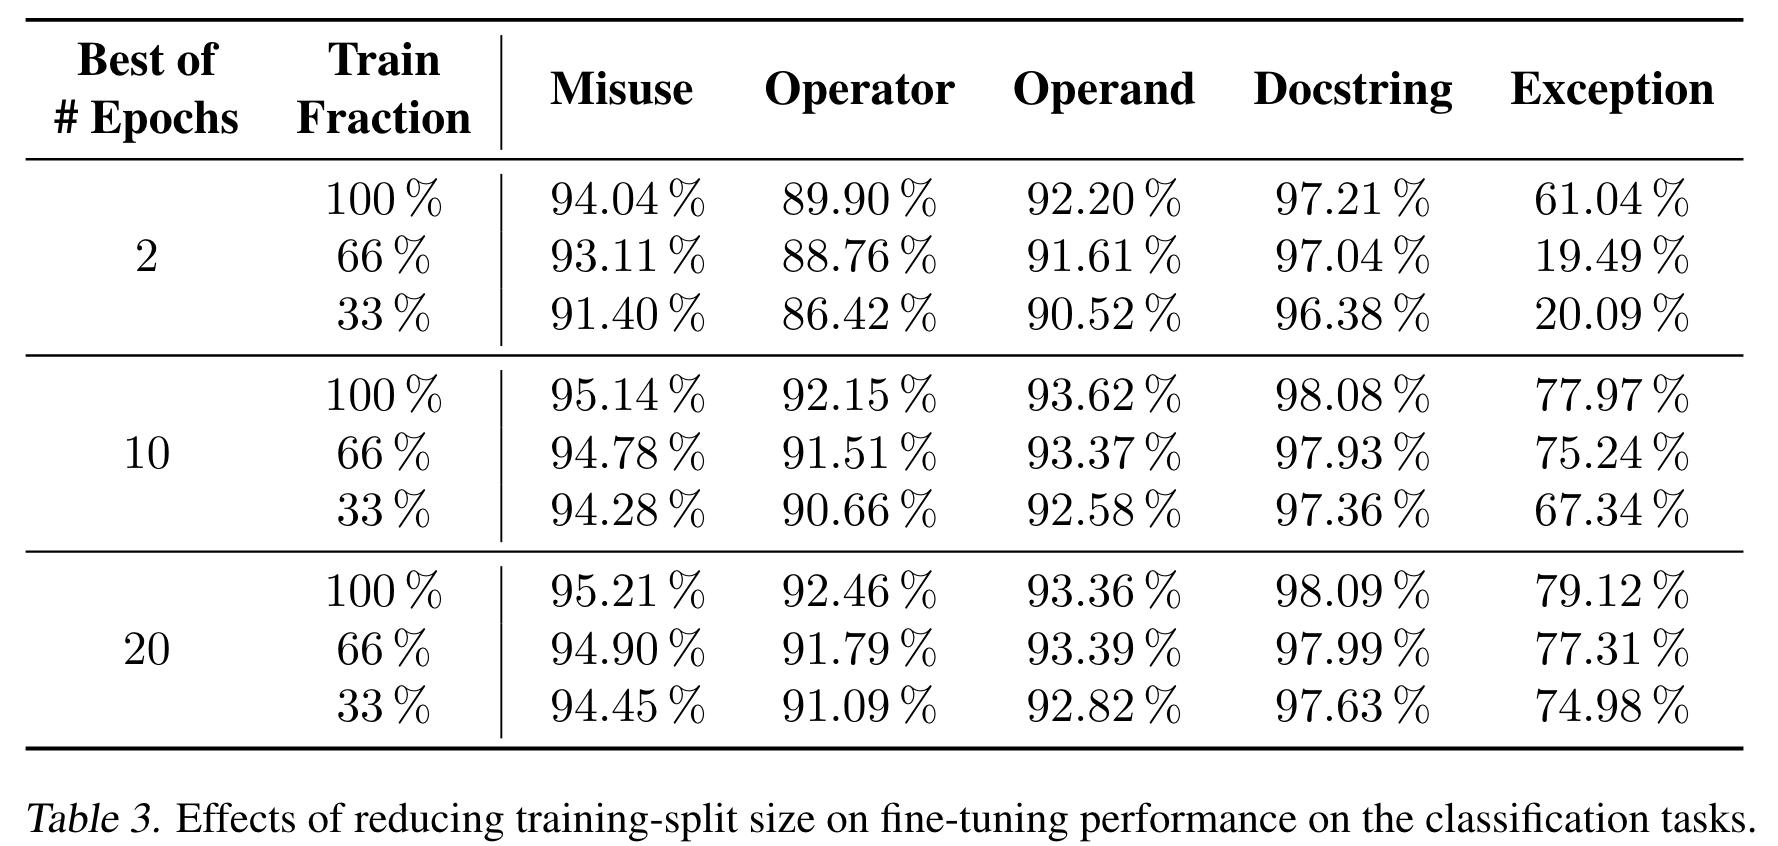 Best of # Epochs Train Fraction Misuse Operator Operand Docstring Exception
100 % 94.04 % 89.90 % 92.20 % 97.21 % 61.04 %
2 66 % 93.11 % 88.76 % 91.61 % 97.04 % 19.49 %
33 % 91.40 % 86.42 % 90.52 % 96.38 % 20.09 %
100 % 95.14 % 92.15 % 93.62 % 98.08 % 77.97 %
10 66 % 94.78 % 91.51 % 93.37 % 97.93 % 75.24 %
33 % 94.28 % 90.66 % 92.58 % 97.36 % 67.34 %
100 % 95.21 % 92.46 % 93.36 % 98.09 % 79.12 %
20 66 % 94.90 % 91.79 % 93.39 % 97.99 % 77.31 %
33 % 94.45 % 91.09 % 92.82 % 97.63 % 74.98 %
Table 3. Effects of reducing training-split size on fine-tuning performance on the classification tasks.